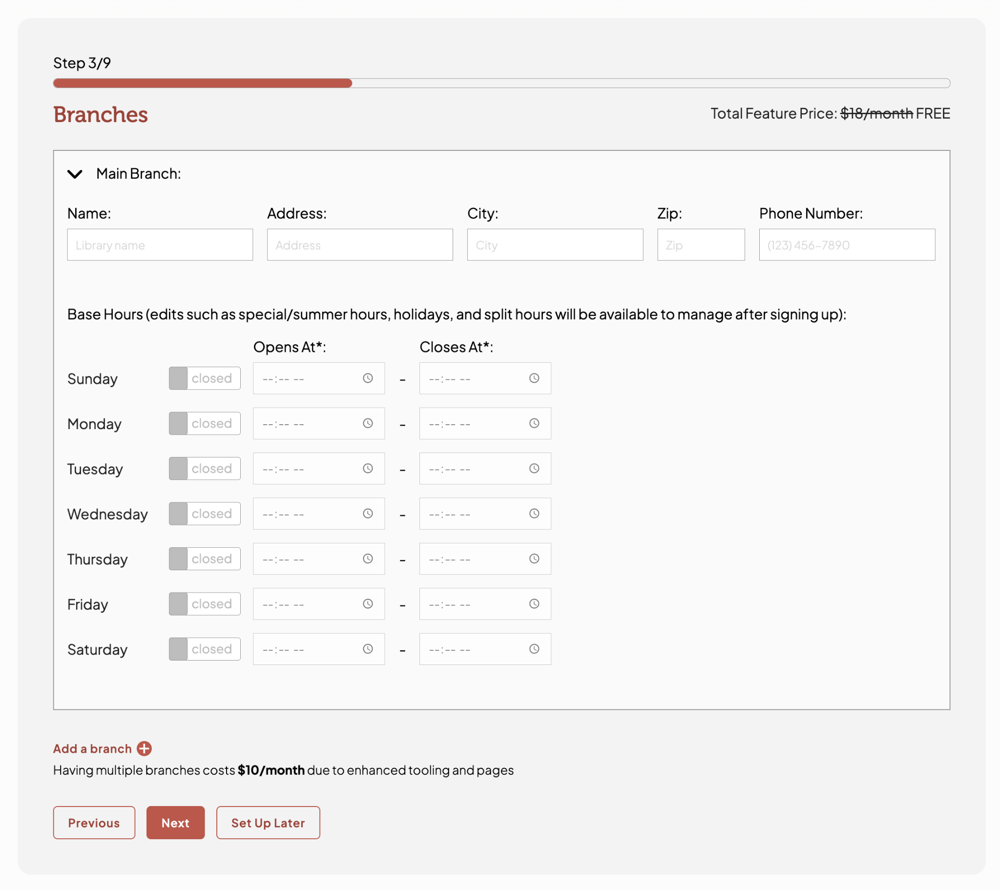 Step 3/9
Branches
Total Feature Price: $18/month FREE
Main Branch:
Name: Address: City: Zip: Phone Number:
Library name Address City Zip (123) 456-7890
Base Hours (edits such as special/summer hours, holidays, and split hours will be available to manage after signing up):
Opens At*: Closes At*:
Sunday closed --:-- -- - --:-- --
Monday closed --:-- -- - --:-- --
Tuesday closed --:-- -- - --:-- --
Wednesday closed --:-- -- - --:-- --
Thursday closed --:-- -- - --:-- --
Friday closed --:-- -- - --:-- --
Saturday closed --:-- -- - --:-- --
Add a branch
Having multiple branches costs $10/month due to enhanced tooling and pages
Previous Next Set Up Later